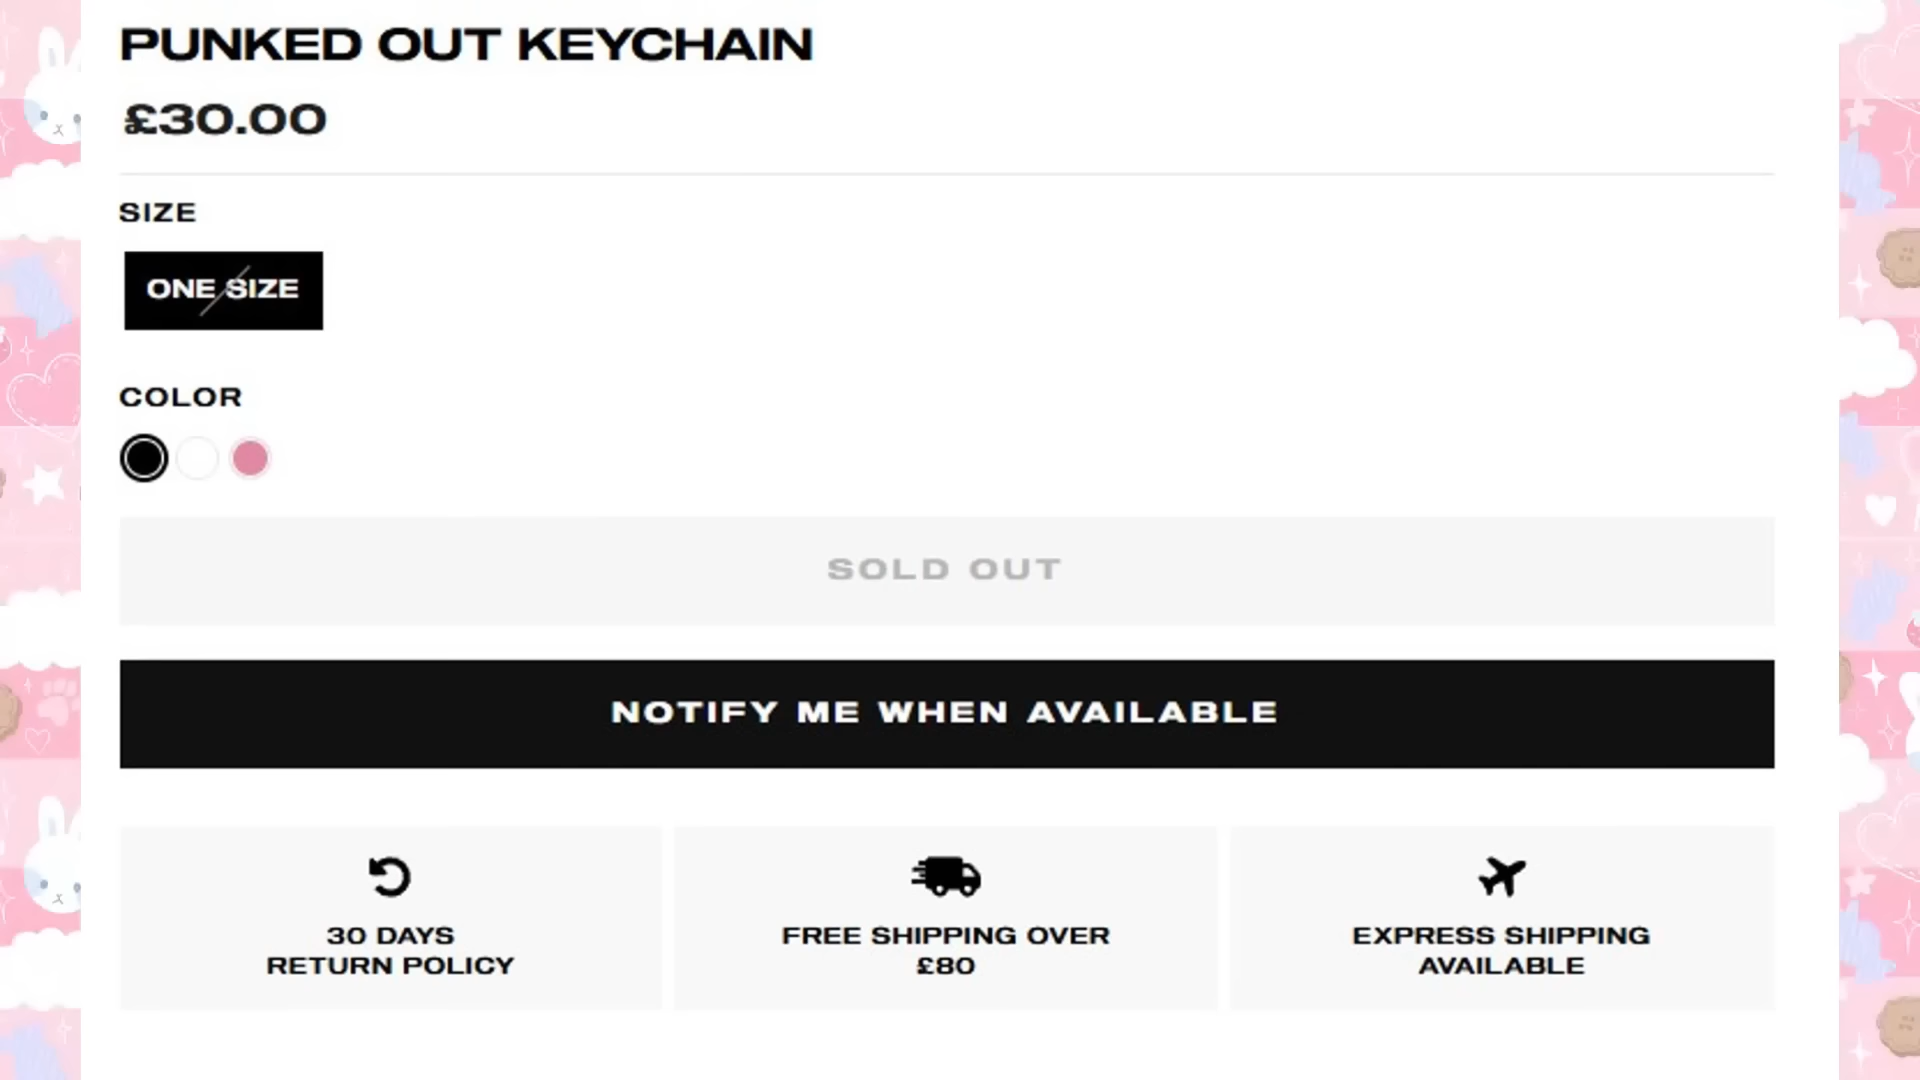 PUNKED OUT KEYCHAIN
£30.00
SIZE
ONE SIZE
COLOR
SOLD OUT
NOTIFY ME WHEN AVAILABLE
30 DAYS
RETURN POLICY
FREE SHIPPING OVER
£80
EXPRESS SHIPPING
AVAILABLE